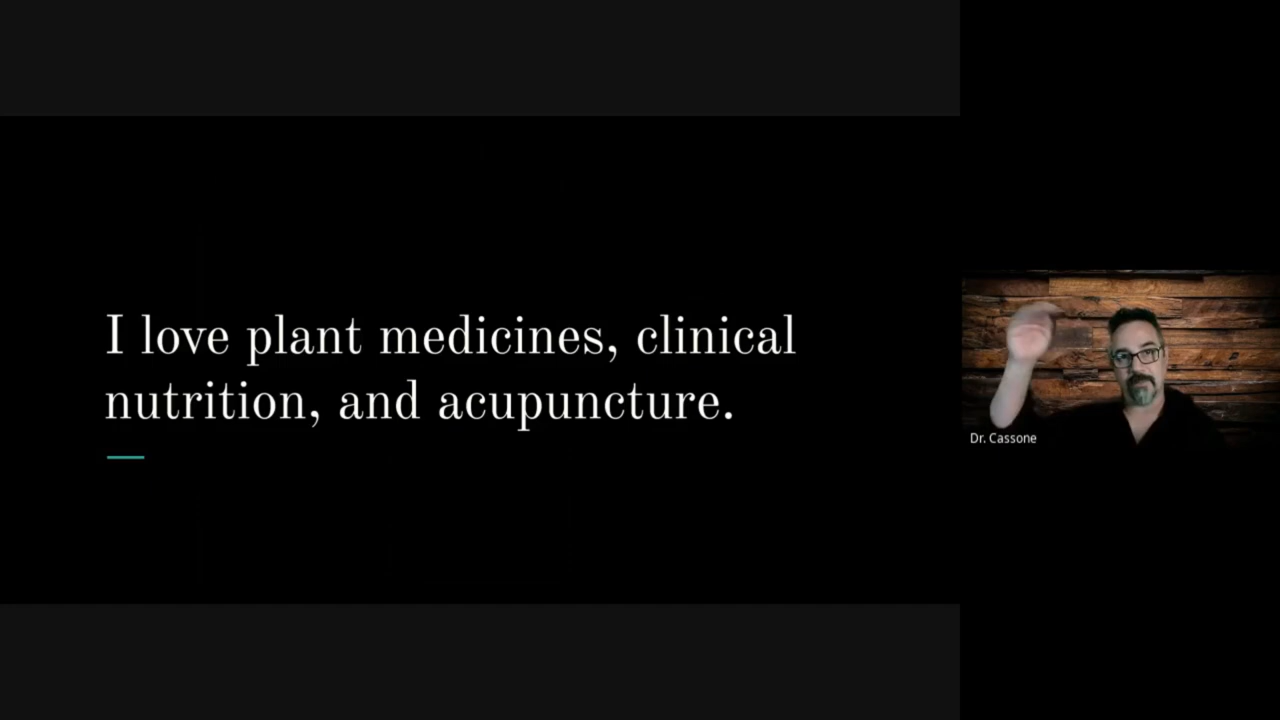 I love plant medicines, clinical
nutrition, and acupuncture.
Dr. Cassone